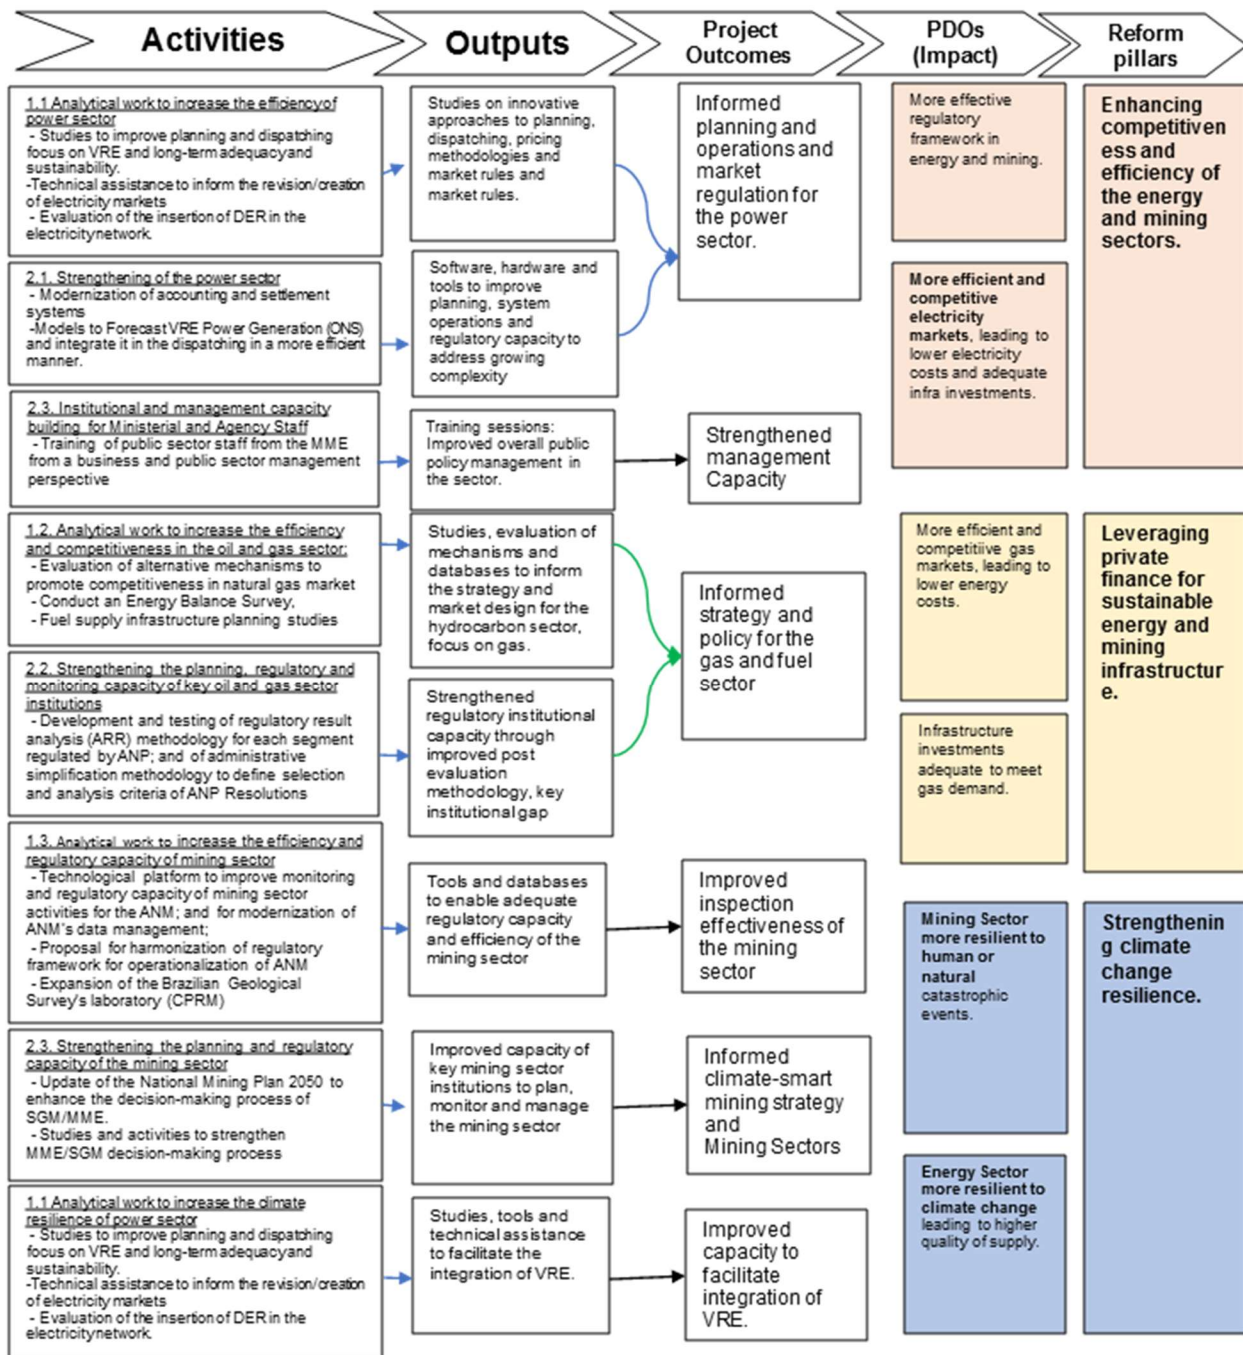 Activities
Outputs
Project
Outcomes
PDOs
(Impact)
Reform
pillars
1.1 Analytical work to increase the efficiency of
power sector
- Studies to improve planning and dispatching
focus on VRE and long-term adequacy and
sustainability.
-Technical assistance to inform the revision/creation
of electricity markets
- Evaluation of the insertion of DER in the
electricity network.
2.1. Strengthening of the power sector
- Modernization of accounting and settlement
systems
-Models to Forecast VRE Power Generation (ONS)
and integrate it in the dispatching in a more efficient
manner.
2.3. Institutional and management capacity
building for Ministerial and Agency Staff
- Training of public sector staff from the MME
from a business and public sector management
perspective
1.2. Analytical work to increase the efficiency
and competitiveness in the oil and gas sector:
- Evaluation of alternative mechanisms to
promote competitiveness in natural gas market
- Conduct an Energy Balance Survey,
- Fuel supply infrastructure planning studies
2.2. Strengthening the planning, regulatory and
monitoring capacity of key oil and gas sector
institutions
- Development and testing of regulatory result
analysis (ARR) methodology for each segment
regulated by ANP; and of administrative
simplification methodology to define selection
and analysis criteria of ANP Resolutions
1.3. Analytical work to increase the efficiency and
regulatory capacity of mining sector
- Technological platform to improve monitoring
and regulatory capacity of mining sector
activities for the ANM; and for modernization of
ANM's data management;
- Proposal for harmonization of regulatory
framework for operationalization of ANM
- Expansion of the Brazilian Geological
Survey's laboratory (CPRM)
2.3. Strengthening the planning and regulatory
capacity of the mining sector
- Update of the National Mining Plan 2050 to
enhance the decision-making process of
SGM/MME.
- Studies and activities to strengthen
MME/SGM decision-making process
1.1 Analytical work to increase the climate
resilience of power sector
- Studies to improve planning and dispatching
focus on VRE and long-term adequacy and
sustainability.
-Technical assistance to inform the revision/creation
of electricity markets
- Evaluation of the insertion of DER in the
electricity network.
Studies on innovative
approaches to planning,
dispatching, pricing
methodologies and
market rules and
market rules.
Software, hardware and
tools to improve
planning, system
operations and
regulatory capacity to
address growing
complexity
Training sessions:
Improved overall public
policy management in
the sector.
Studies, evaluation of
mechanisms and
databases to inform
the strategy and
market design for the
hydrocarbon sector,
focus on gas.
Strengthened
regulatory institutional
capacity through
improved post
evaluation
methodology, key
institutional gap
Tools and databases
to enable adequate
regulatory capacity
and efficiency of the
mining sector
Improved capacity of
key mining sector
institutions to plan,
monitor and manage
the mining sector
Studies, tools and
technical assistance
to facilitate the
integration of VRE.
Informed
planning and
operations and
market
regulation for
the power
sector.
Strengthened
management
Capacity
Informed
strategy and
policy for the
gas and fuel
sector
Improved
inspection
effectiveness of
the mining
sector
Informed
climate-smart
mining strategy
and
Mining Sectors
Improved
capacity to
facilitate
integration of
VRE.
More effective
regulatory
framework in
energy and mining.
More efficient and
competitive
electricity
markets, leading to
lower electricity
costs and adequate
infra investments.
More efficient and
competitiive gas
markets, leading to
lower energy
costs.
Infrastructure
investments
adequate to meet
gas demand.
Mining Sector
more resilient to
human or
natural
catastrophic
events.
Energy Sector
more resilient to
climate change
leading to higher
quality of supply.
Enhancing
competitiven
ess and
efficiency of
the energy
and mining
sectors.
Leveraging
private
finance for
sustainable
energy and
mining
infrastructur
e.
Strengthenin
g climate
change
resilience.